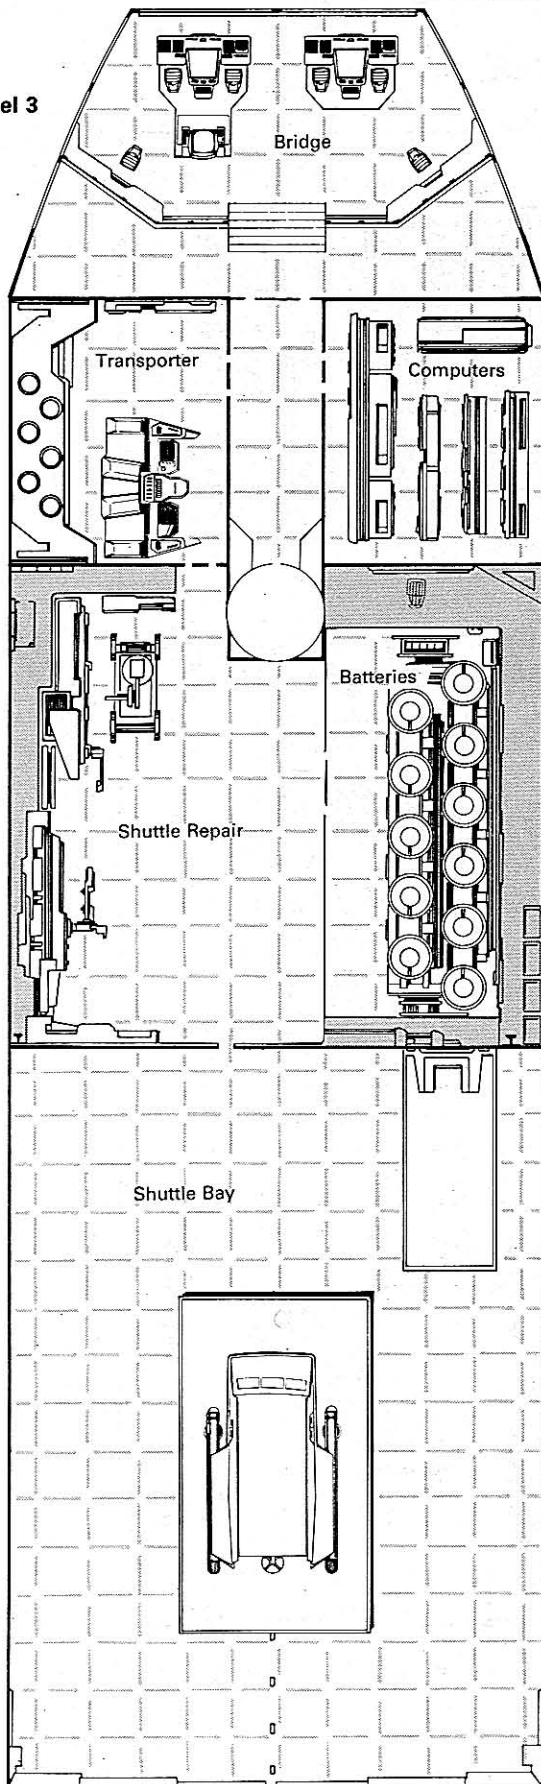 el 3
Bridge
Transporter
Computers
Batteries
Shuttle Repair
Shuttle Bay